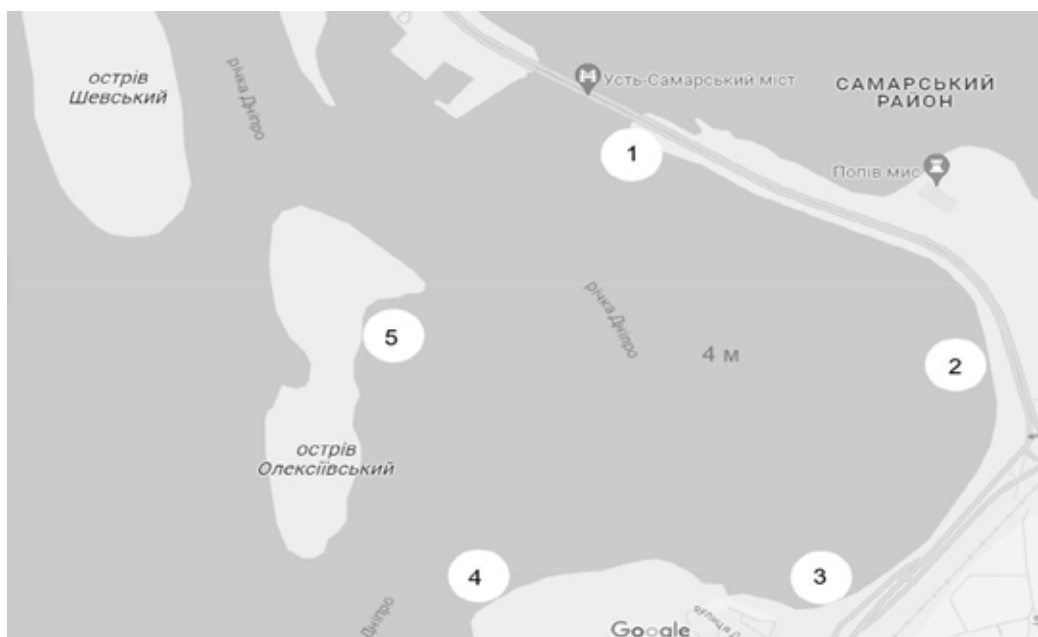 острів
Шевський
річка Дніпро
Усть-Самарський міст
САМАРСЬКИЙ
РАЙОН
1
Попів мис
річка Дніпро
4 м
5
2
острів
Олексіївський
4
3
Google